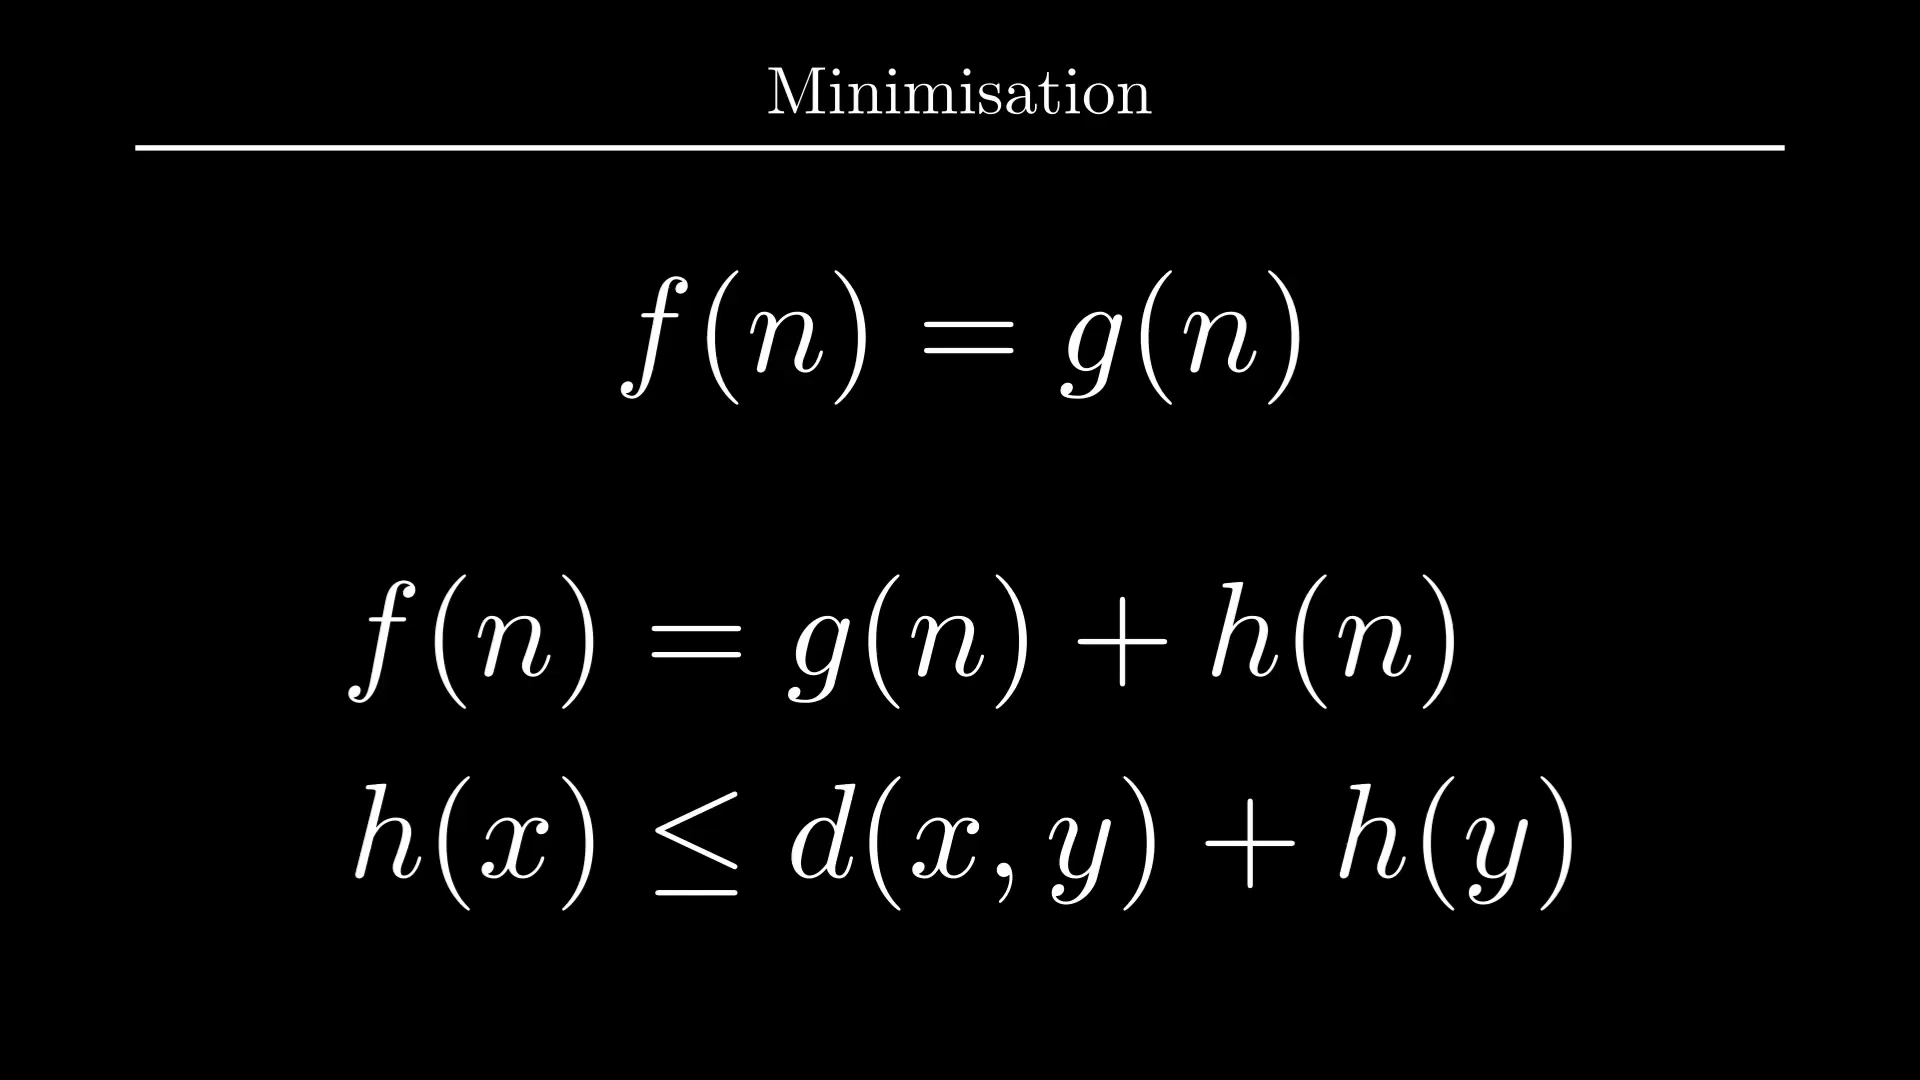 Minimisation
f(n) = g(n)
f(n) = g(n) + h(n)
h(x) ≤ d(x, y) + h(y)